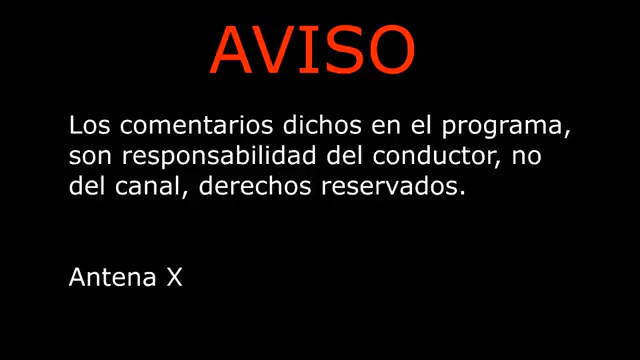 AVISO
Los comentarios dichos en el programa,
son responsabilidad del conductor, no
del canal, derechos reservados.
Antena X